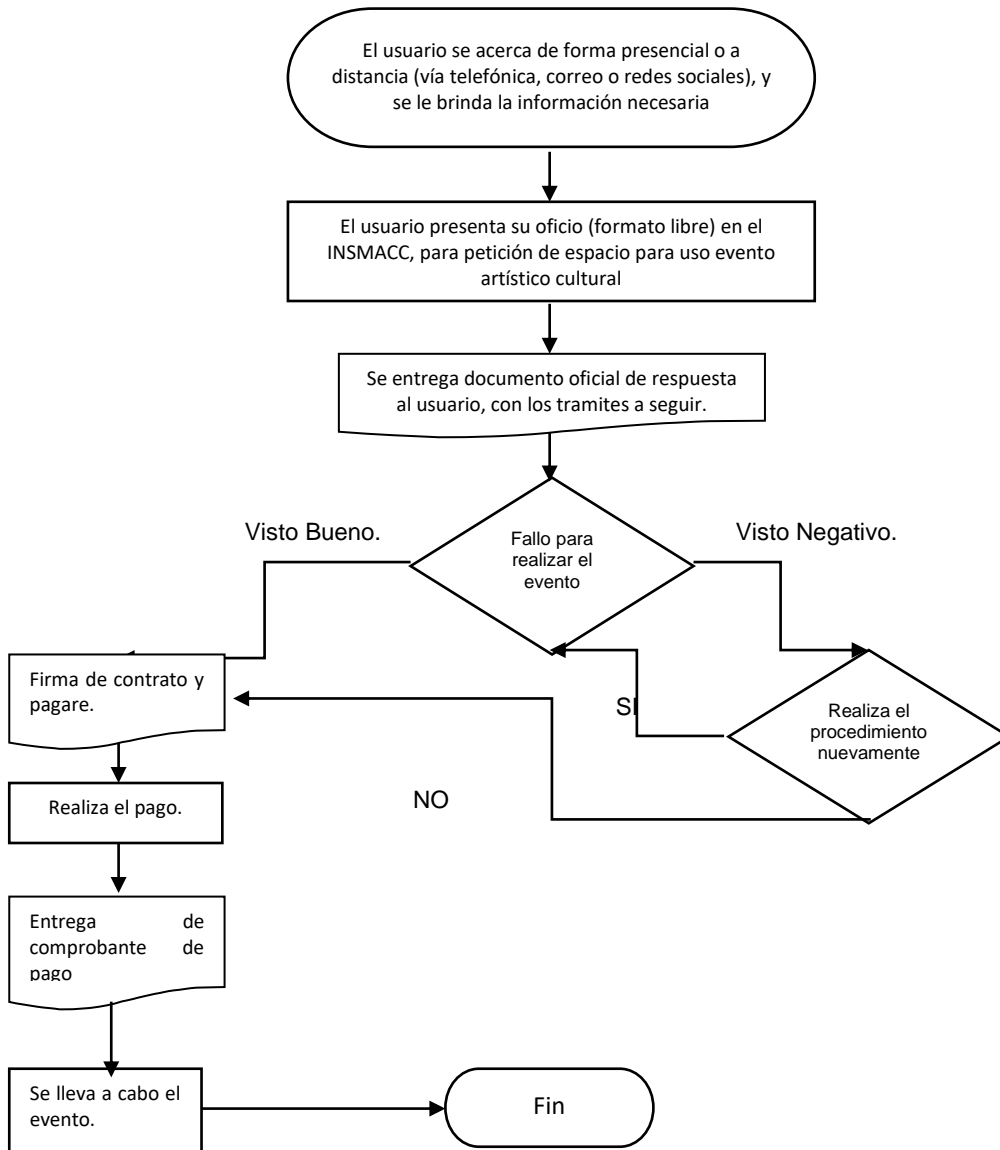 El usuario se acerca de forma presencial o a
distancia (vía telefónica, correo o redes sociales), y
se le brinda la información necesaria
El usuario presenta su oficio (formato libre) en el
INSMACC, para petición de espacio para uso evento
artístico cultural
Se entrega documento oficial de respuesta
al usuario, con los tramites a seguir.
Visto Bueno.
Fallo para
realizar el
evento
Visto Negativo.
Firma de contrato y
pagare.
SI
Realiza el
procedimiento
nuevamente
Realiza el pago.
NO
Entrega de
comprobante de
pago
Se lleva a cabo el
evento.
Fin